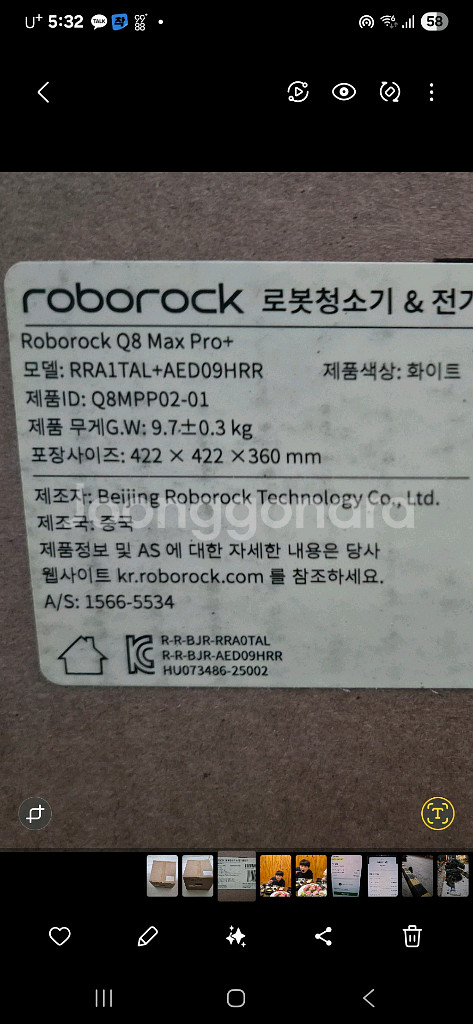 U+ 5:32 TALK 착 58
roborock 로봇청소기 & 전기
Roborock Q8 Max Pro+
모델: RRA1TAL+AED09HRR 제품색상: 화이트
제품ID: Q8MPP02-01
제품 무게G.W: 9.7±0.3 kg
포장사이즈: 422 × 422 ×360 mm
제조자: Beijing Roborock Technology Co., Ltd.
joonggonara
제조국: 중국
제품정보 및 AS 에 대한 자세한 내용은 당사
웹사이트 kr.roborock.com 를 참조하세요.
A/S: 1566-5534
R-R-BJR-RRA0TAL
R-R-BJR-AED09HRR
HU073486-25002
T